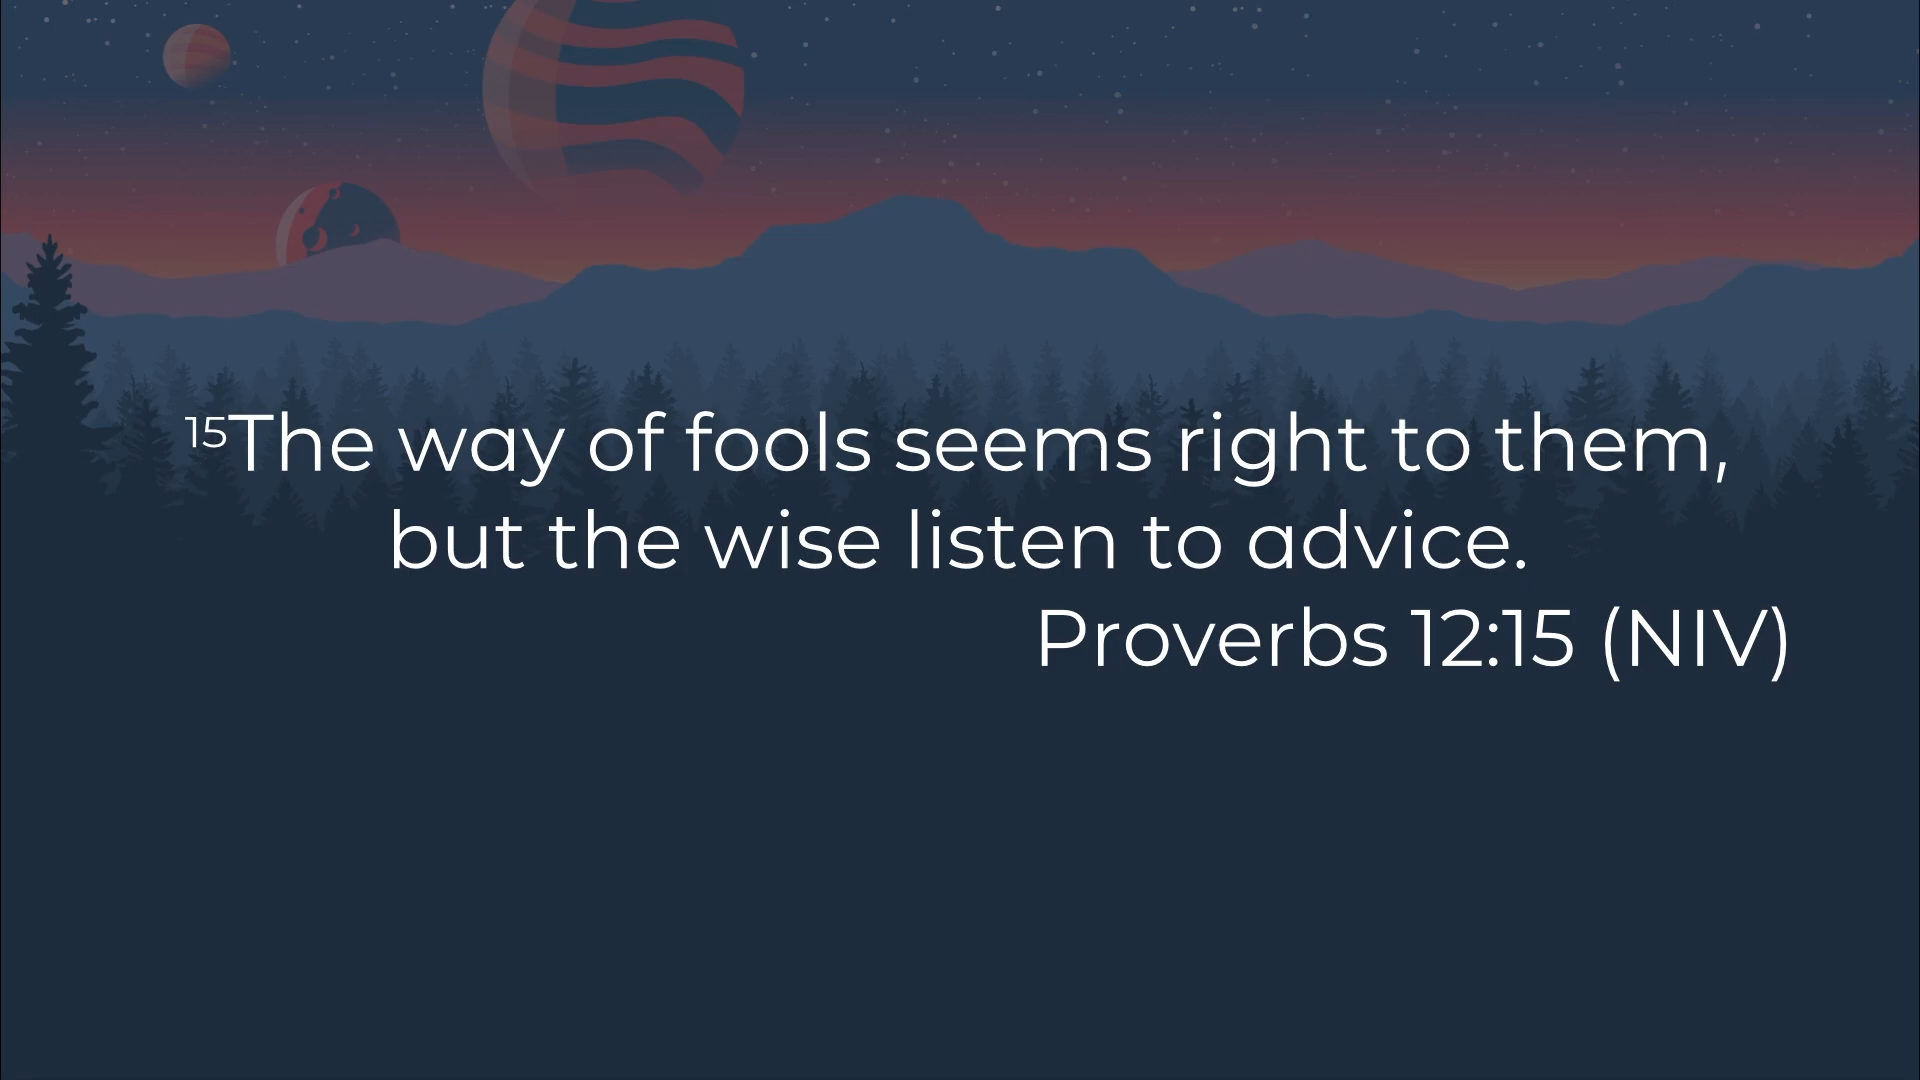 ¹⁵The way of fools seems right to them,
but the wise listen to advice.
Proverbs 12:15 (NIV)